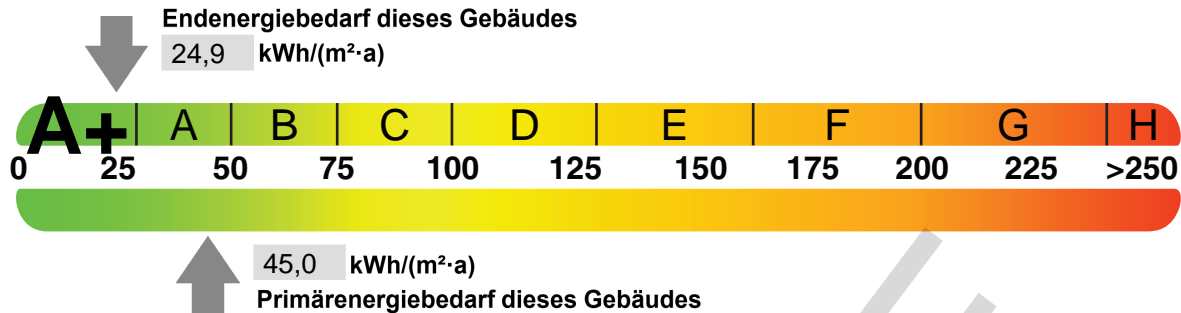 Endenergiebedarf dieses Gebäudes
24,9 kWh/(m²·a)
A+ A B C D E F G H
0 25 50 75 100 125 150 175 200 225 >250
45,0 kWh/(m²·a)
Primärenergiebedarf dieses Gebäudes